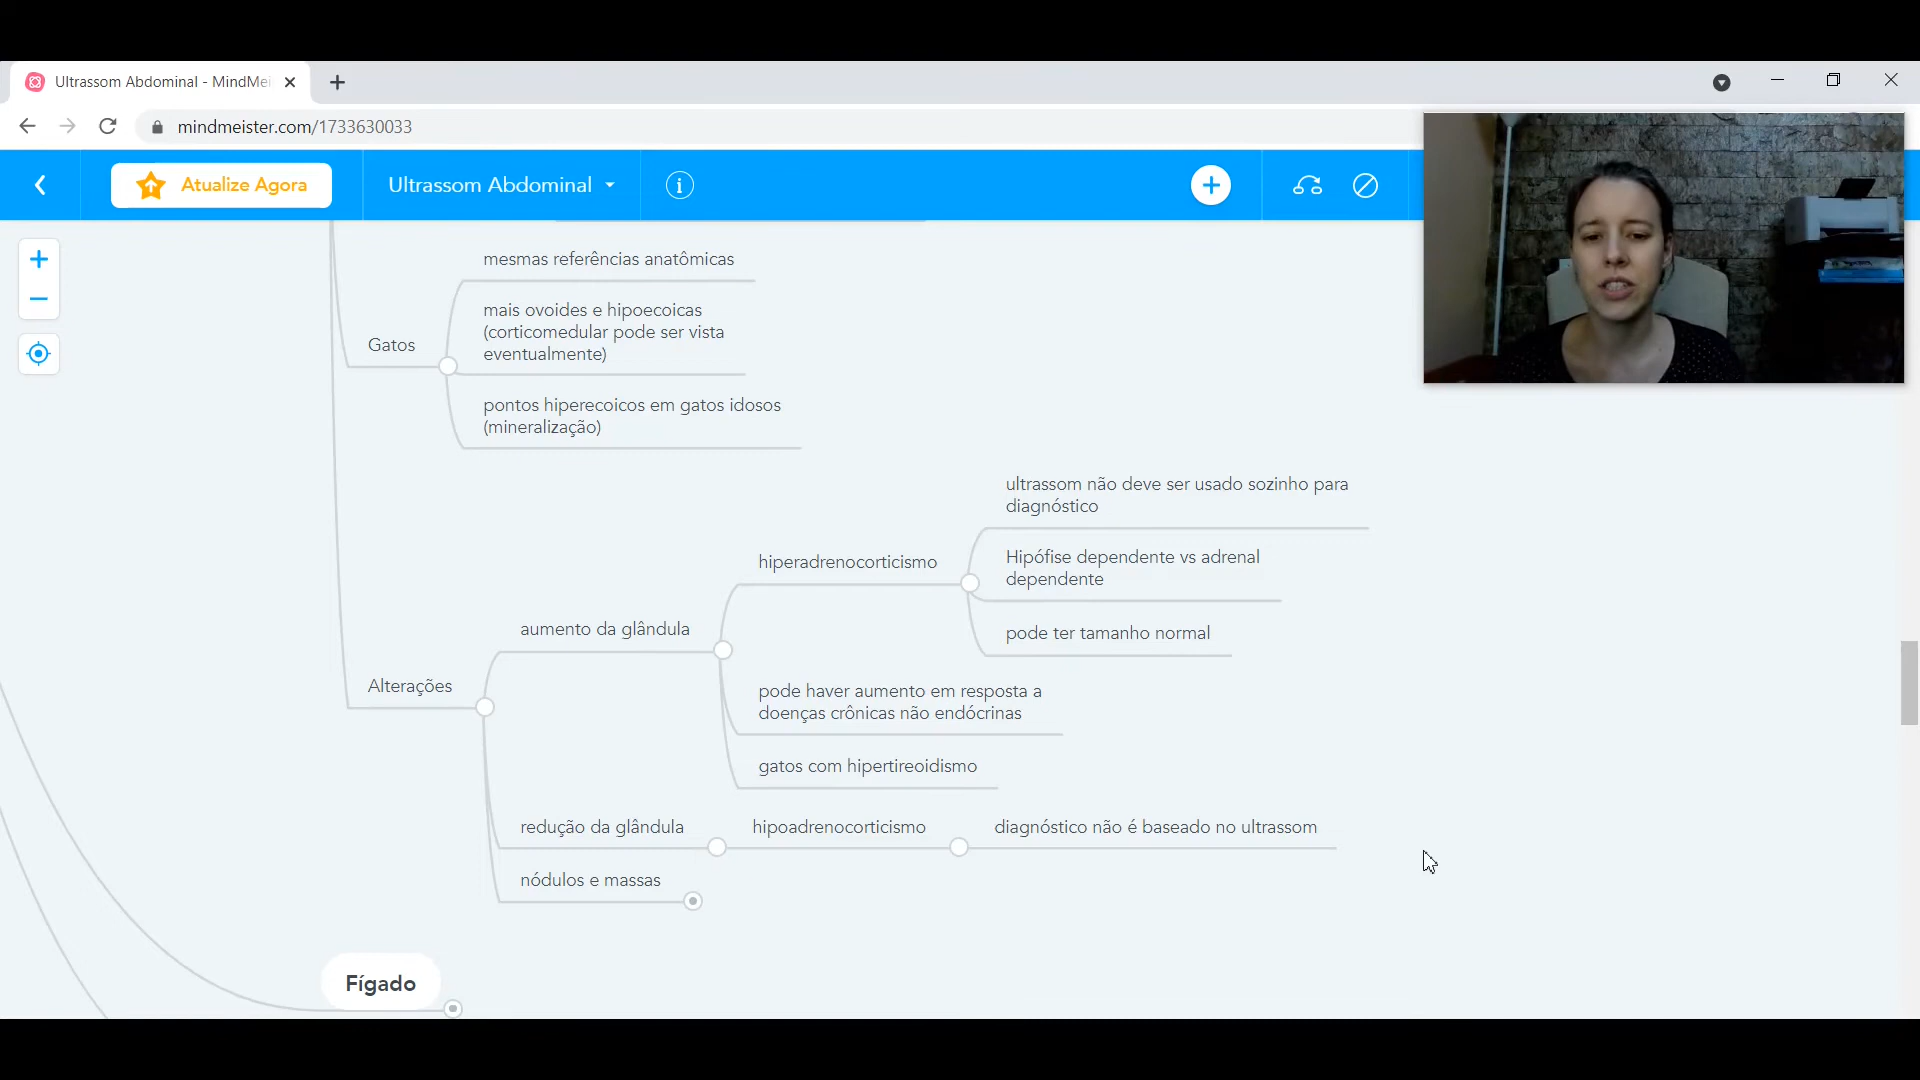 Ultrassom Abdominal - MindMei
mindmeister.com/1733630033
Atualize Agora
Ultrassom Abdominal
mesmas referências anatômicas
mais ovoides e hipoecoicas
(corticomedular pode ser vista
eventualmente)
Gatos
pontos hiperecoicos em gatos idosos
(mineralização)
ultrassom não deve ser usado sozinho para
diagnóstico
hiperadrenocorticismo
Hipófise dependente vs adrenal
dependente
aumento da glândula
pode ter tamanho normal
Alterações
pode haver aumento em resposta a
doenças crônicas não endócrinas
gatos com hipertireoidismo
redução da glândula
hipoadrenocorticismo
diagnóstico não é baseado no ultrassom
nódulos e massas
Fígado